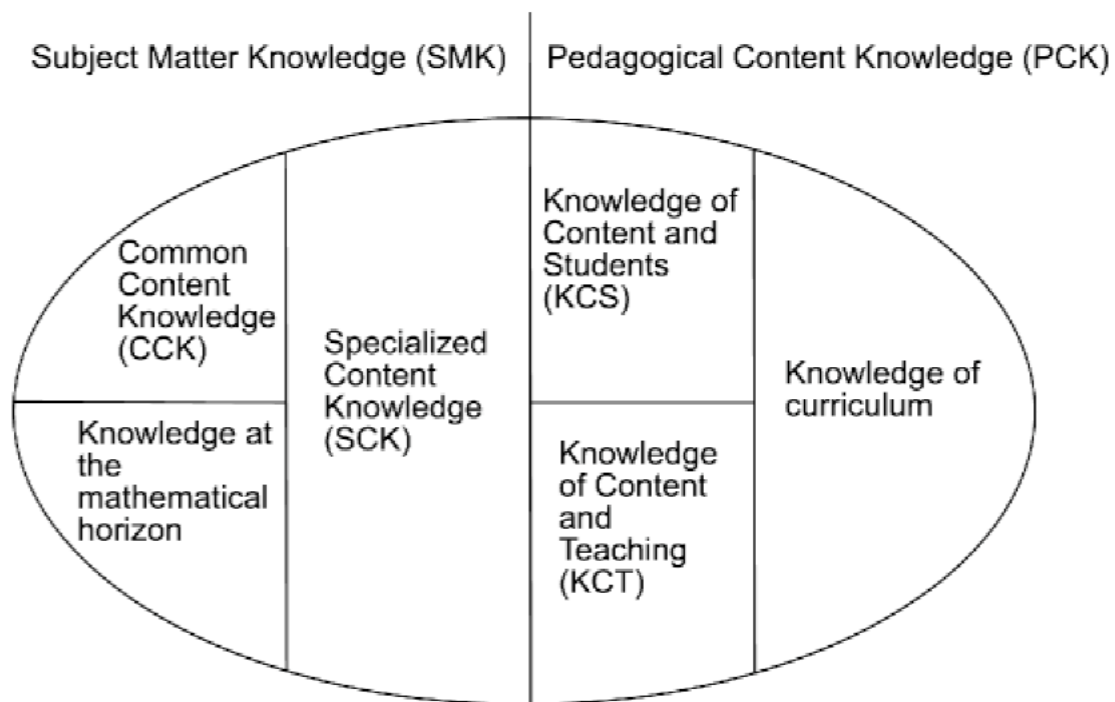 Subject Matter Knowledge (SMK)
Pedagogical Content Knowledge (PCK)
Common
Content
Knowledge
(CCK)
Knowledge at
the
mathematical
horizon
Specialized
Content
Knowledge
(SCK)
Knowledge of
Content and
Students
(KCS)
Knowledge
of Content
and
Teaching
(KCT)
Knowledge of
curriculum